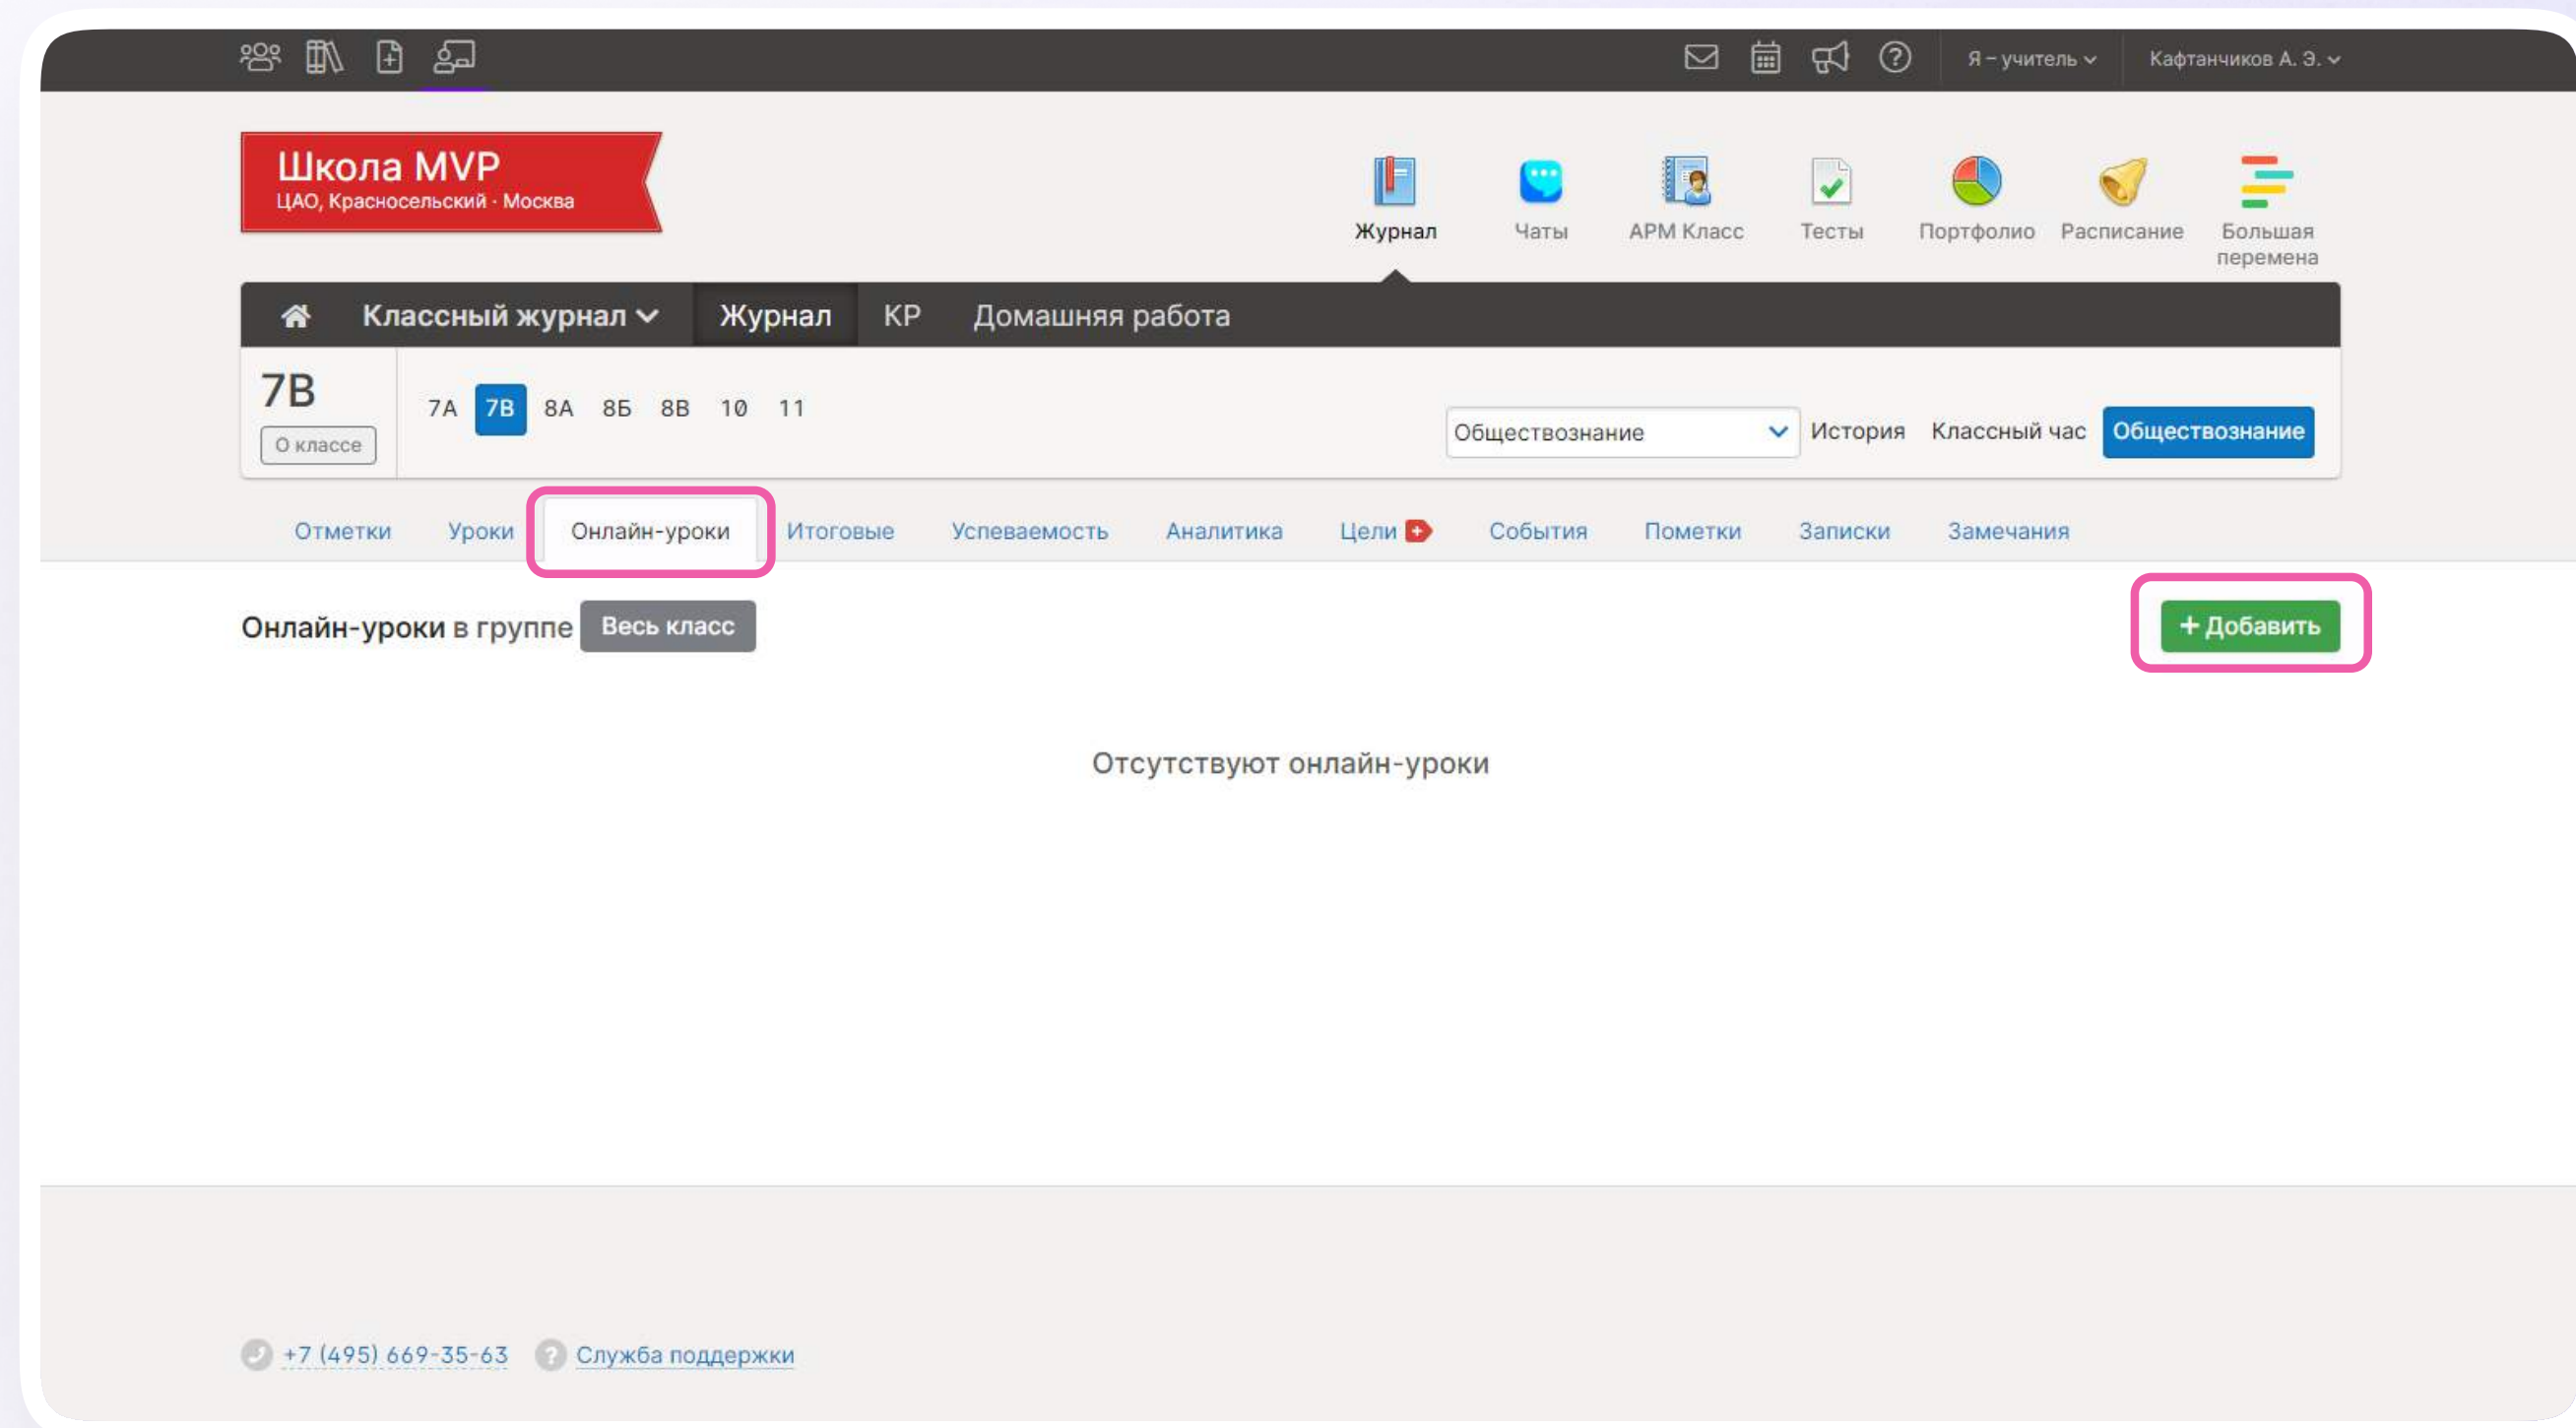 Я – учитель Кафтанчиков А. Э.
Школа MVP
ЦАО, Красносельский · Москва
Журнал Чаты АРМ Класс Тесты Портфолио Расписание Большая перемена
Классный журнал Журнал КР Домашняя работа
7В
О классе
7А 7В 8А 8Б 8В 10 11
Обществознание История Классный час Обществознание
Отметки Уроки Онлайн-уроки Итоговые Успеваемость Аналитика Цели События Пометки Записки Замечания
Онлайн-уроки в группе Весь класс + Добавить
Отсутствуют онлайн-уроки
+7 (495) 669-35-63 Служба поддержки